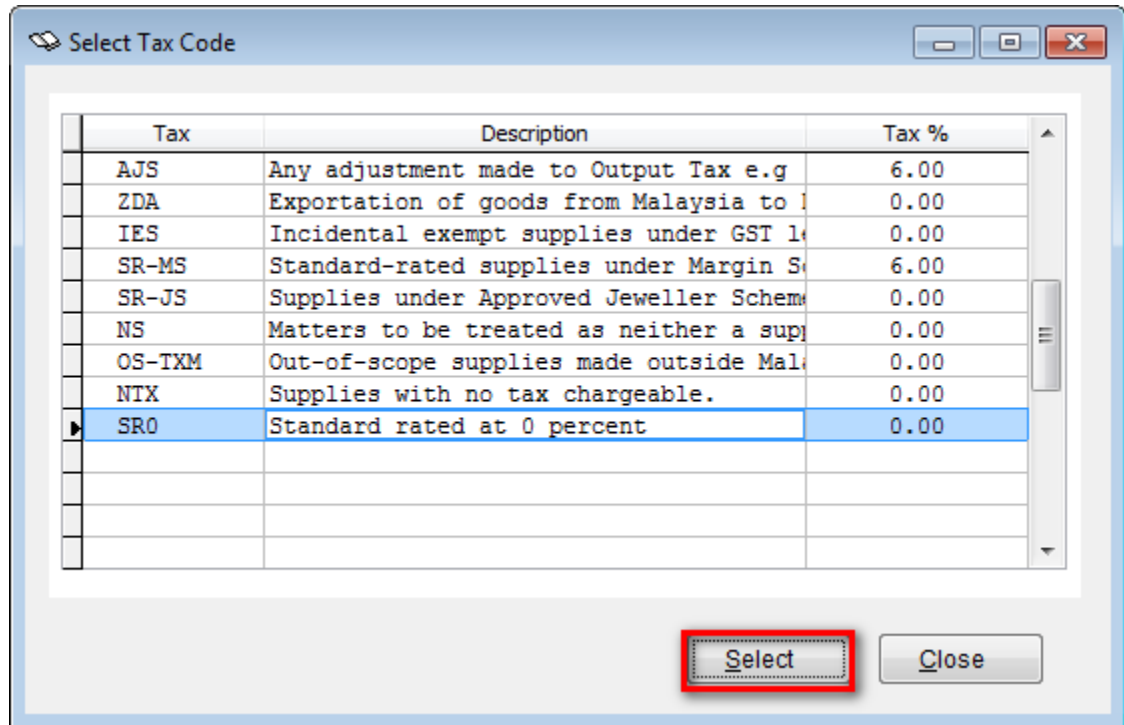 Select Tax Code
Tax Description Tax %
AJS Any adjustment made to Output Tax e.g 6.00
ZDA Exportation of goods from Malaysia to 0.00
IES Incidental exempt supplies under GST 0.00
SR-MS Standard-rated supplies under Margin 6.00
SR-JS Supplies under Approved Jeweller Scheme 0.00
NS Matters to be treated as neither a 0.00
OS-TXM Out-of-scope supplies made outside 0.00
NTX Supplies with no tax chargeable. 0.00
SR0 Standard rated at 0 percent 0.00
Select Close